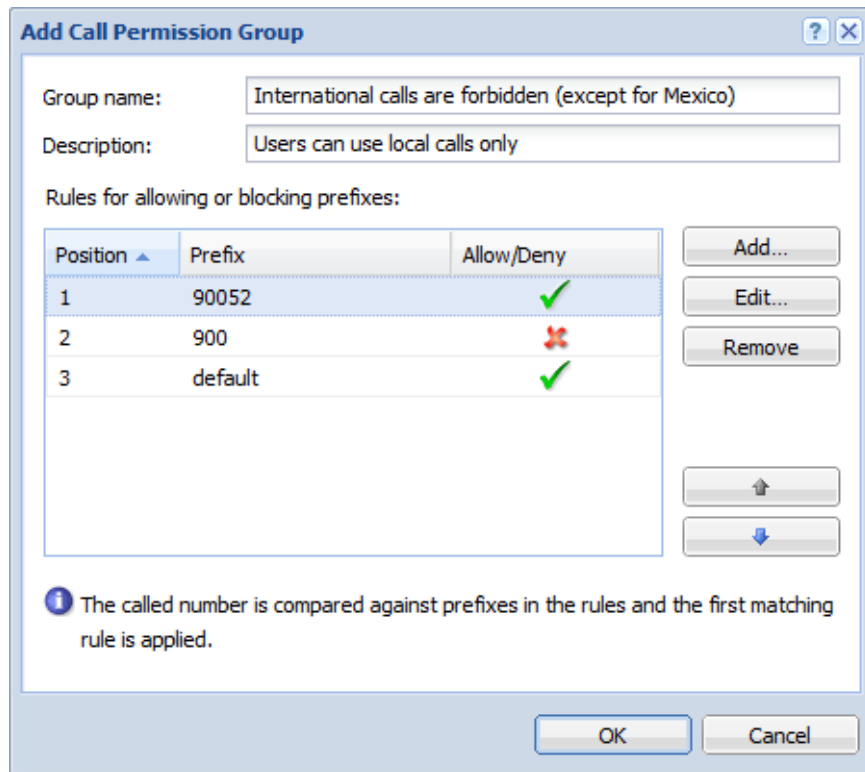 Add Call Permission Group
?
Group name: International calls are forbidden (except for Mexico)
Description: Users can use local calls only
Rules for allowing or blocking prefixes:
Position Prefix Allow/Deny Add...
1 90052 Edit...
2 900 Remove
3 default
The called number is compared against prefixes in the rules and the first matching
rule is applied.
OK Cancel